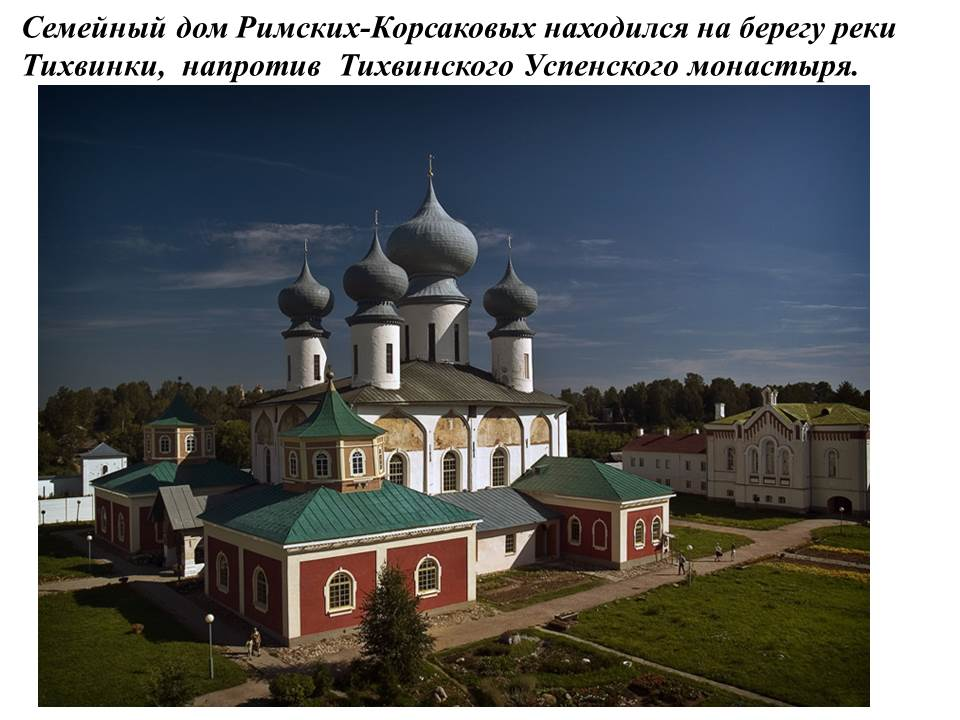 Семейный дом Римских-Корсаковых находился на берегу реки
Тихвинки, напротив Тихвинского Успенского монастыря.